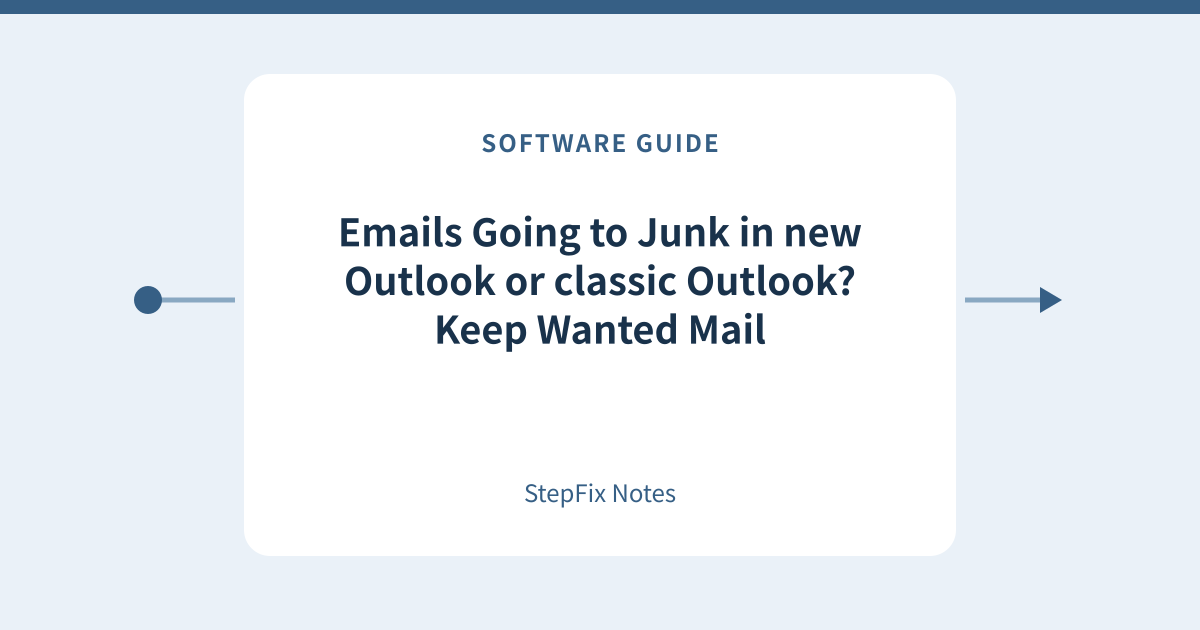 SOFTWARE GUIDE
Emails Going to Junk in new
Outlook or classic Outlook?
Keep Wanted Mail
StepFix Notes